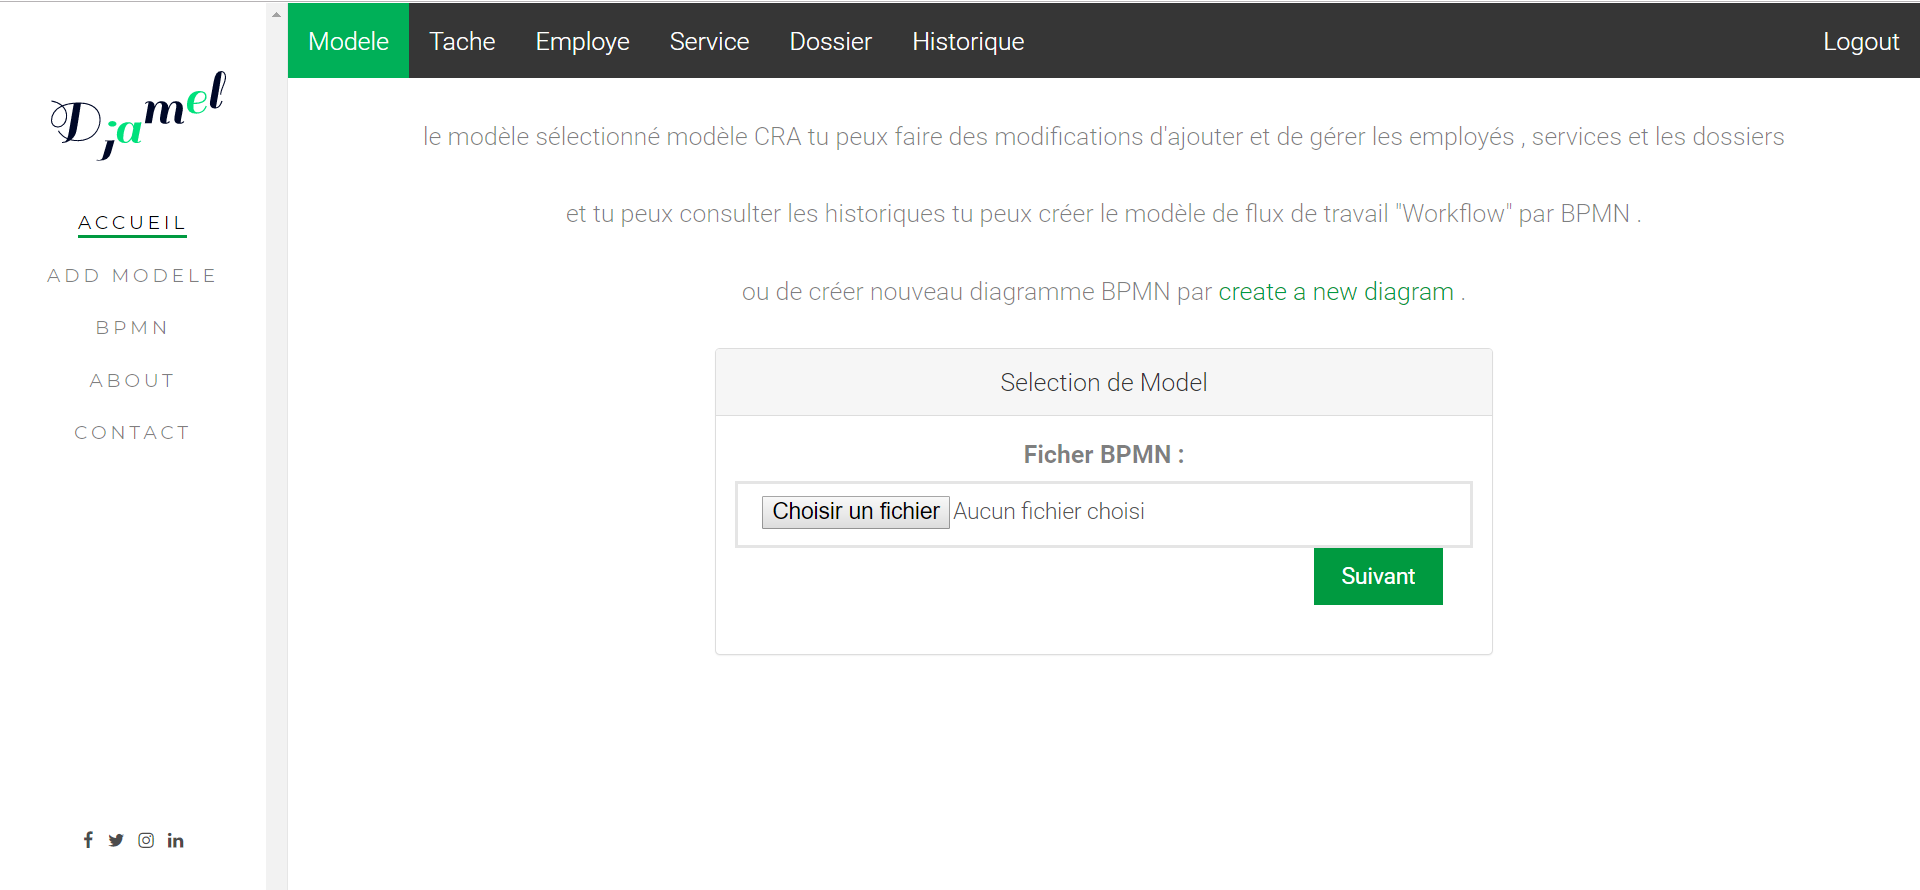 Djamel
ACCUEIL
ADD MODELE
BPMN
ABOUT
CONTACT
Modele Tache Employe Service Dossier Historique Logout
le modèle sélectionné modèle CRA tu peux faire des modifications d'ajouter et de gérer les employés , services et les dossiers
et tu peux consulter les historiques tu peux créer le modèle de flux de travail "Workflow" par BPMN .
ou de créer nouveau diagramme BPMN par create a new diagram .
Selection de Model
Ficher BPMN :
Choisir un fichier Aucun fichier choisi
Suivant